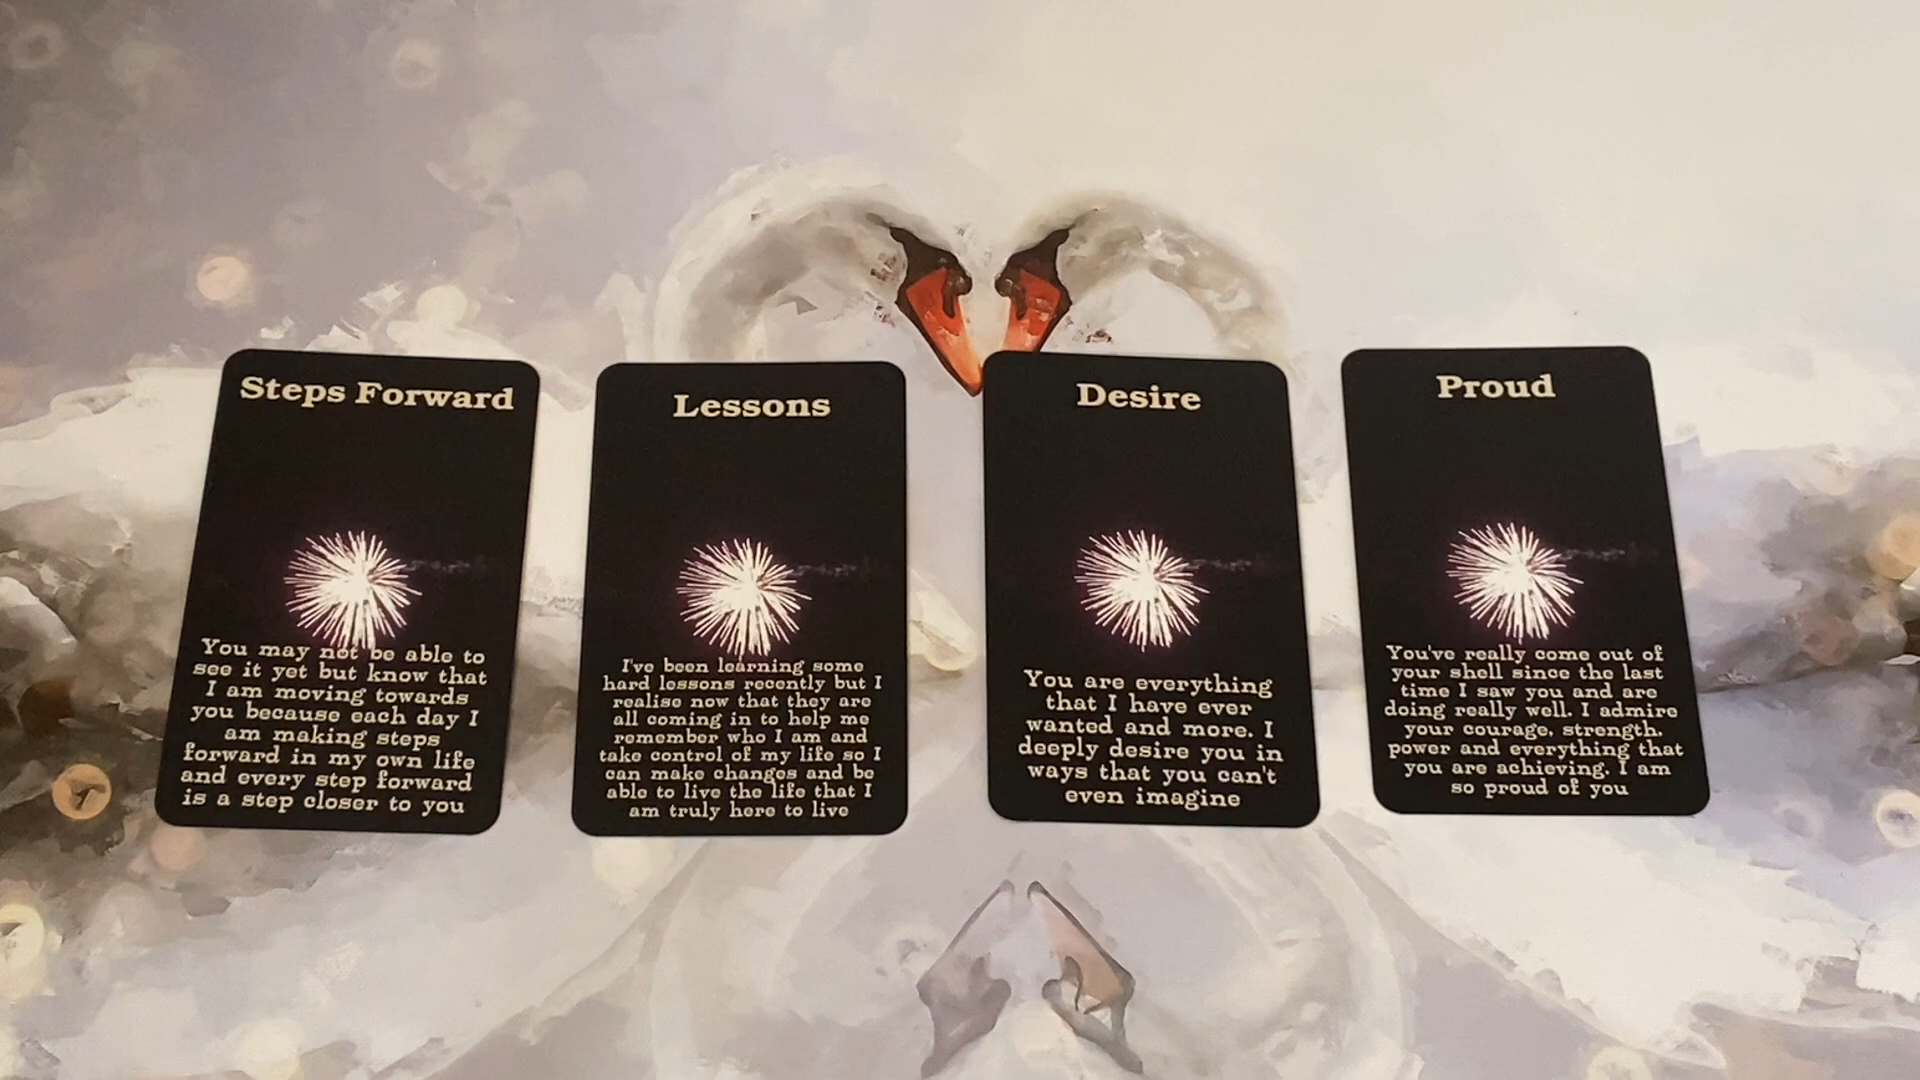 Steps Forward
You may not be able to
see it yet but know that
I am moving towards
you because each day I
am making steps
forward in my own life
and every step forward
is a step closer to you
Lessons
I've been learning some
hard lessons recently but I
realise now that they are
all coming in to help me
remember who I am and
take control of my life so I
can make changes and be
able to live the life that I
am truly here to live
Desire
You are everything
that I have ever
wanted and more. I
deeply desire you in
ways that you can't
even imagine
Proud
You've really come out of
your shell since the last
time I saw you and are
doing really well. I admire
your courage, strength,
power and everything that
you are achieving. I am
so proud of you